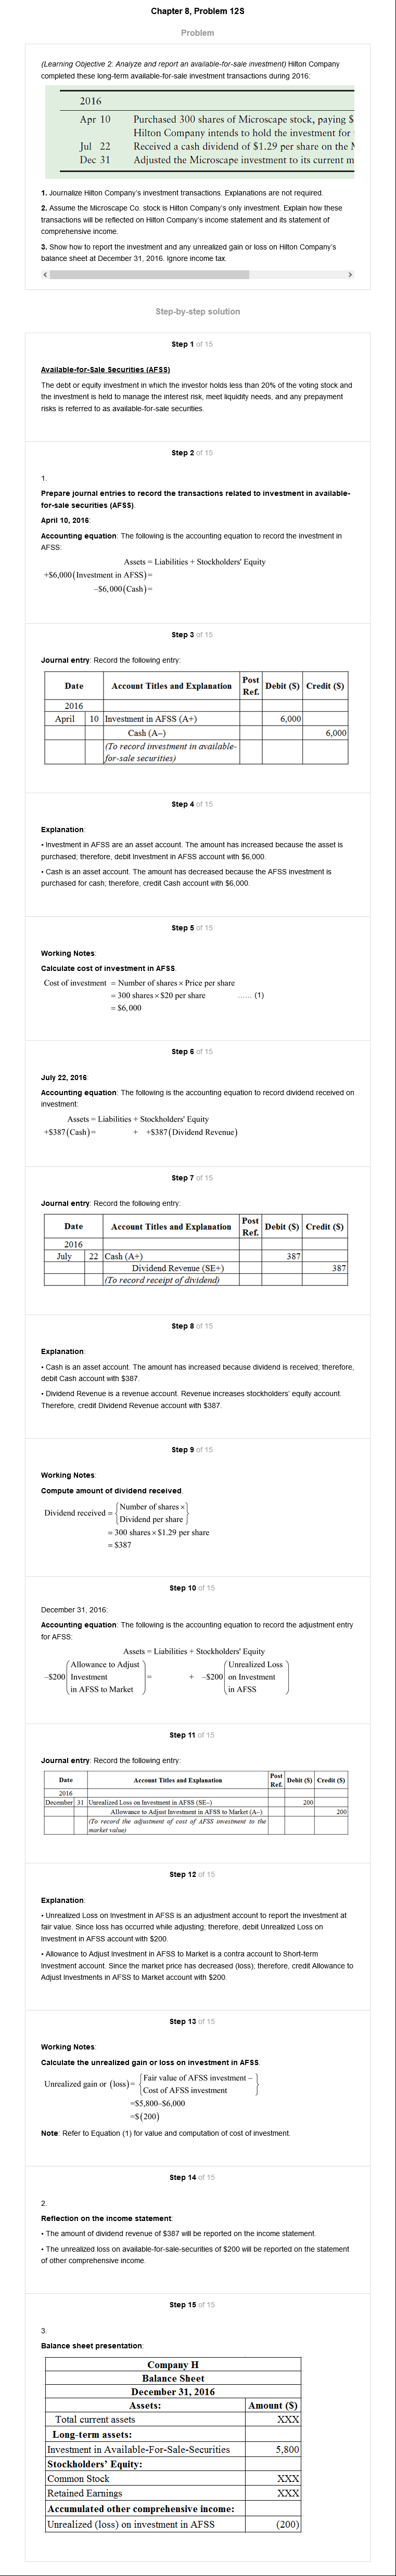 Chapter 8, Problem 12S
Problem
(Learning Objective 2: Analyze and report an available-for-sale investment) Hilton Company
completed these long-term available-for-sale investment transactions during 2016:
2016
Apr 10 Purchased 300 shares of Microscape stock, paying $
Hilton Company intends to hold the investment for
Jul 22 Received a cash dividend of $1.29 per share on the
Dec 31 Adjusted the Microscape investment to its current m
1. Journalize Hilton Company's investment transactions. Explanations are not required.
2. Assume the Microscape Co. stock is Hilton Company's only investment. Explain how these
transactions will be reflected on Hilton Company's income statement and its statement of
comprehensive income.
3. Show how to report the investment and any unrealized gain or loss on Hilton Company's
balance sheet at December 31, 2016. Ignore income tax.
Step-by-step solution
Step 1 of 15
Available-for-Sale Securities (AFSS)
The debt or equity investment in which the investor holds less than 20% of the voting stock and
the investment is held to manage the interest risk, meet liquidity needs, and any prepayment
risks is referred to as available-for-sale securities.
Step 2 of 15
1.
Prepare journal entries to record the transactions related to investment in available-
for-sale securities (AFSS).
April 10, 2016:
Accounting equation: The following is the accounting equation to record the investment in
AFSS:
Assets = Liabilities + Stockholders' Equity
+$6,000(Investment in AFSS)=
–$6,000(Cash)=
Step 3 of 15
Journal entry: Record the following entry:
Date Account Titles and Explanation Post Ref. Debit ($) Credit ($)
2016
April 10 Investment in AFSS (A+) 6,000
Cash (A–) 6,000
(To record investment in available-
for-sale securities)
Step 4 of 15
Explanation:
• Investment in AFSS are an asset account. The amount has increased because the asset is
purchased; therefore, debit Investment in AFSS account with $6,000.
• Cash is an asset account. The amount has decreased because the AFSS investment is
purchased for cash; therefore, credit Cash account with $6,000.
Step 5 of 15
Working Notes:
Calculate cost of investment in AFSS.
Cost of investment = Number of shares × Price per share
= 300 shares × $20 per share ...... (1)
= $6,000
Step 6 of 15
July 22, 2016:
Accounting equation: The following is the accounting equation to record dividend received on
investment:
Assets = Liabilities + Stockholders' Equity
+$387(Cash)= + +$387(Dividend Revenue)
Step 7 of 15
Journal entry: Record the following entry:
Date Account Titles and Explanation Post Ref. Debit ($) Credit ($)
2016
July 22 Cash (A+) 387
Dividend Revenue (SE+) 387
(To record receipt of dividend)
Step 8 of 15
Explanation:
• Cash is an asset account. The amount has increased because dividend is received; therefore,
debit Cash account with $387.
• Dividend Revenue is a revenue account. Revenue increases stockholders' equity account.
Therefore, credit Dividend Revenue account with $387.
Step 9 of 15
Working Notes:
Compute amount of dividend received.
Dividend received = {Number of shares ×
Dividend per share}
= 300 shares × $1.29 per share
= $387
Step 10 of 15
December 31, 2016:
Accounting equation: The following is the accounting equation to record the adjustment entry
for AFSS:
Assets = Liabilities + Stockholders' Equity
–$200 (Allowance to Adjust Investment in AFSS to Market) = + –$200 (Unrealized Loss on Investment in AFSS)
Step 11 of 15
Journal entry: Record the following entry:
Date Account Titles and Explanation Post Ref. Debit ($) Credit ($)
2016
December 31 Unrealized Loss on Investment in AFSS (SE–) 200
Allowance to Adjust Investment in AFSS to Market (A–) 200
(To record the adjustment of cost of AFSS investment to the
market value)
Step 12 of 15
Explanation:
• Unrealized Loss on Investment in AFSS is an adjustment account to report the investment at
fair value. Since loss has occurred while adjusting; therefore, debit Unrealized Loss on
Investment in AFSS account with $200.
• Allowance to Adjust Investment in AFSS to Market is a contra account to Short-term
Investment account. Since the market price has decreased (loss); therefore, credit Allowance to
Adjust Investments in AFSS to Market account with $200.
Step 13 of 15
Working Notes:
Calculate the unrealized gain or loss on investment in AFSS.
Unrealized gain or (loss)= {Fair value of AFSS investment –
Cost of AFSS investment}
=$5,800–$6,000
=$(200)
Note: Refer to Equation (1) for value and computation of cost of investment.
Step 14 of 15
2.
Reflection on the income statement:
• The amount of dividend revenue of $387 will be reported on the income statement.
• The unrealized loss on available-for-sale-securities of $200 will be reported on the statement
of other comprehensive income.
Step 15 of 15
3.
Balance sheet presentation:
Company H
Balance Sheet
December 31, 2016
Assets: Amount ($)
Total current assets XXX
Long-term assets:
Investment in Available-For-Sale-Securities 5,800
Stockholders' Equity:
Common Stock XXX
Retained Earnings XXX
Accumulated other comprehensive income:
Unrealized (loss) on investment in AFSS (200)